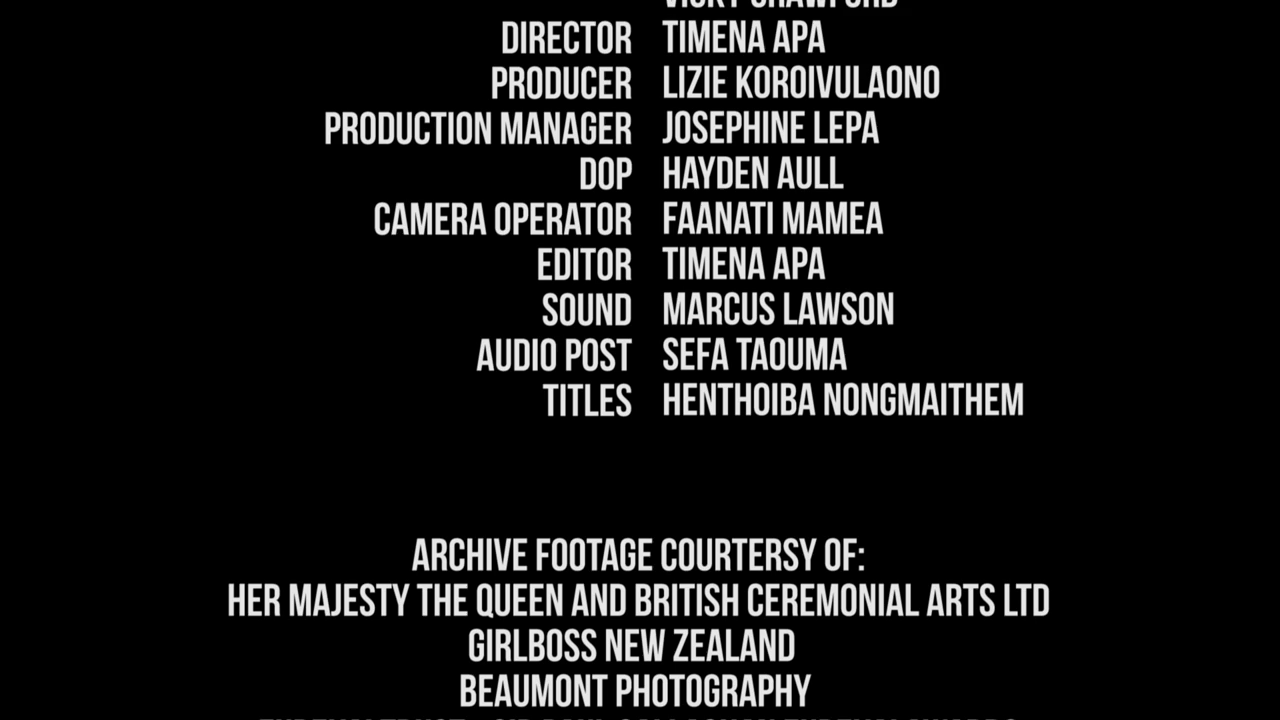 VICKY CRAWFORD
DIRECTOR TIMENA APA
PRODUCER LIZIE KOROIVULAONO
PRODUCTION MANAGER JOSEPHINE LEPA
DOP HAYDEN AULL
CAMERA OPERATOR FAANATI MAMEA
EDITOR TIMENA APA
SOUND MARCUS LAWSON
AUDIO POST SEFA TAOUMA
TITLES HENTHOIBA NONGMAITHEM
ARCHIVE FOOTAGE COURTERSY OF:
HER MAJESTY THE QUEEN AND BRITISH CEREMONIAL ARTS LTD
GIRLBOSS NEW ZEALAND
BEAUMONT PHOTOGRAPHY